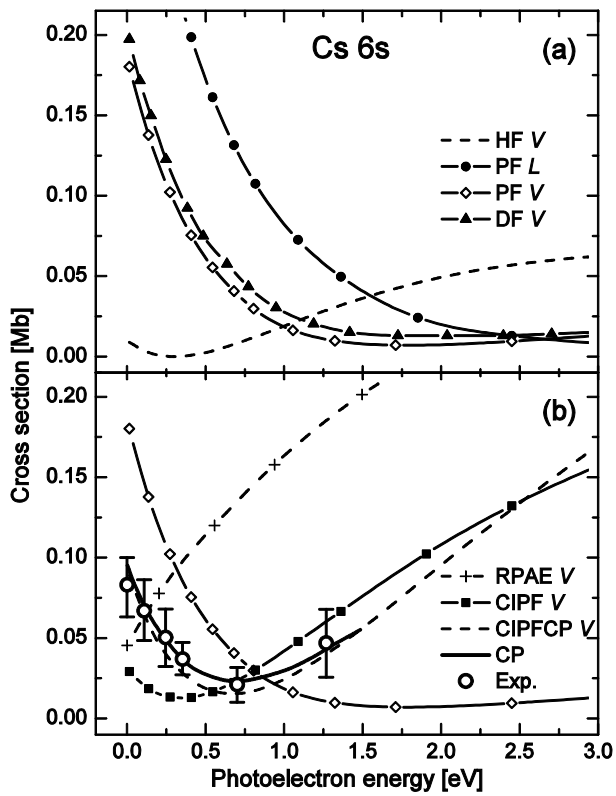 0.20
0.15
0.10
0.05
0.00
Cs 6s
(a)
HF V
PF L
PF V
DF V
Cross section [Mb]
0.20
0.15
0.10
0.05
0.00
(b)
RPAE V
CIPF V
CIPFCP V
CP
Exp.
0.0 0.5 1.0 1.5 2.0 2.5 3.0
Photoelectron energy [eV]